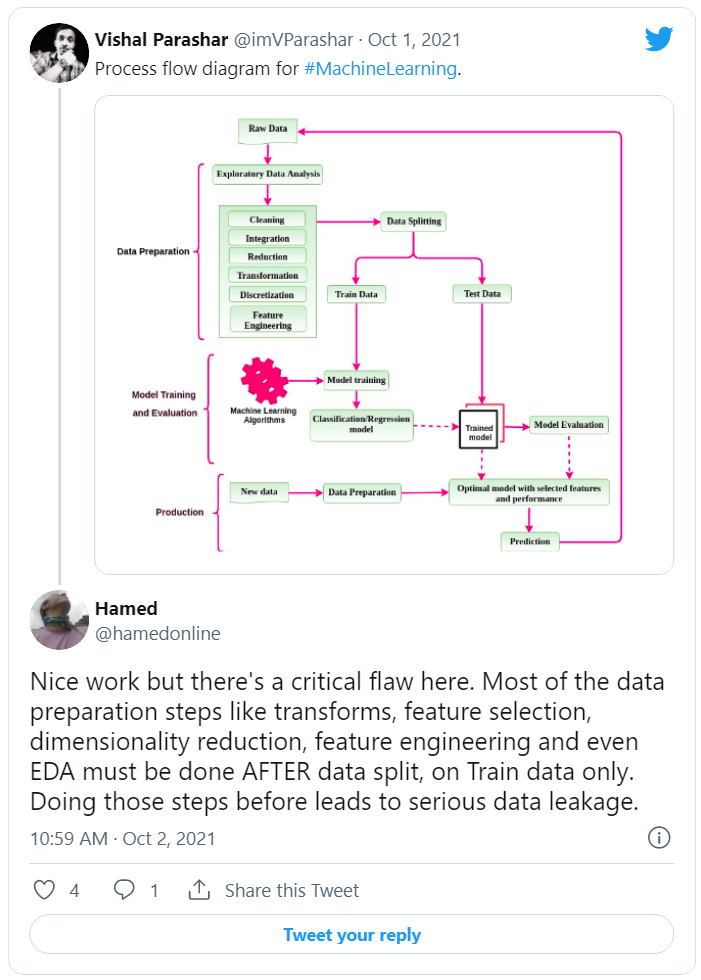 Vishal Parashar @imVParashar · Oct 1, 2021
Process flow diagram for #MachineLearning.
Raw Data
Exploratory Data Analysis
Data Preparation
Cleaning
Integration
Reduction
Transformation
Discretization
Feature
Engineering
Data Splitting
Train Data
Test Data
Model Training
and Evaluation
Machine Learning
Algorithms
Model training
Classification/Regression
model
Trained
model
Model Evaluation
Production
New data
Data Preparation
Optimal model with selected features
and performance
Prediction
Hamed
@hamedonline
Nice work but there's a critical flaw here. Most of the data
preparation steps like transforms, feature selection,
dimensionality reduction, feature engineering and even
EDA must be done AFTER data split, on Train data only.
Doing those steps before leads to serious data leakage.
10:59 AM · Oct 2, 2021
4
1
Share this Tweet
Tweet your reply